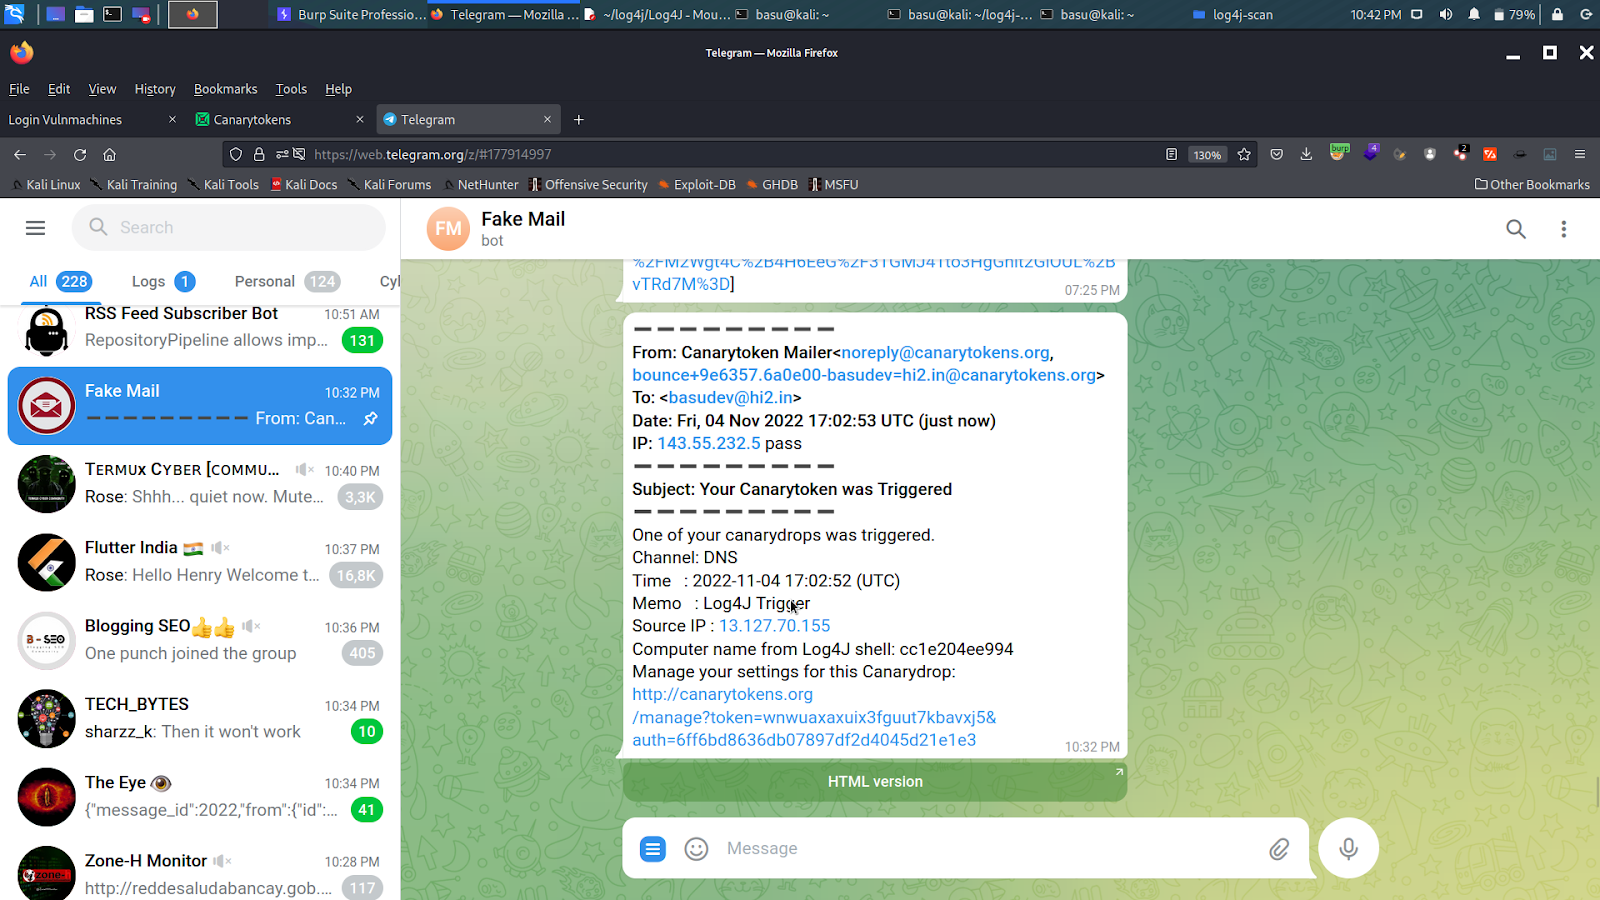 Burp Suite Professio...
Telegram — Mozilla ...
~/log4j/Log4J - Mou...
basu@kali: ~
basu@kali: ~/log4j-...
basu@kali: ~
log4j-scan
10:42 PM
79%
Telegram — Mozilla Firefox
File Edit View History Bookmarks Tools Help
Login Vulnmachines
Canarytokens
Telegram
https://web.telegram.org/z/#177914997
130%
burp
4
2
Kali Linux
Kali Training
Kali Tools
Kali Docs
Kali Forums
NetHunter
Offensive Security
Exploit-DB
GHDB
MSFU
Other Bookmarks
Search
All 228
Logs 1
Personal 124
Cyl
RSS Feed Subscriber Bot 10:51 AM
RepositoryPipeline allows imp... 131
Fake Mail 10:32 PM
— — — — — — — — — From: Can...
Tᴇʀᴍᴜx Cʏʙᴇʀ [ᴄᴏᴍᴍᴜ... 10:40 PM
Rose: Shhh... quiet now. Mute... 3,3K
Flutter India 🇮🇳 10:37 PM
Rose: Hello Henry Welcome t... 16,8K
B - SEO
Blogging SEO👍👍 10:36 PM
One punch joined the group 405
TECH_BYTES 10:34 PM
sharzz_k: Then it won't work 10
The Eye 👁 10:34 PM
{"message_id":2022,"from":{"id":... 41
Zone-H Monitor 10:28 PM
http://reddesaludabancay.gob.... 117
FM
Fake Mail
bot
vTRd7M%3D]
07:25 PM
— — — — — — — — —
From: Canarytoken Mailer<noreply@canarytokens.org,
bounce+9e6357.6a0e00-basudev=hi2.in@canarytokens.org>
To: <basudev@hi2.in>
Date: Fri, 04 Nov 2022 17:02:53 UTC (just now)
IP: 143.55.232.5 pass
— — — — — — — — —
Subject: Your Canarytoken was Triggered
— — — — — — — — —
One of your canarydrops was triggered.
Channel: DNS
Time : 2022-11-04 17:02:52 (UTC)
Memo : Log4J Trigger
Source IP : 13.127.70.155
Computer name from Log4J shell: cc1e204ee994
Manage your settings for this Canarydrop:
http://canarytokens.org
/manage?token=wnwuaxaxuix3fguut7kbavxj5&
auth=6ff6bd8636db07897df2d4045d21e1e3
10:32 PM
HTML version
Message